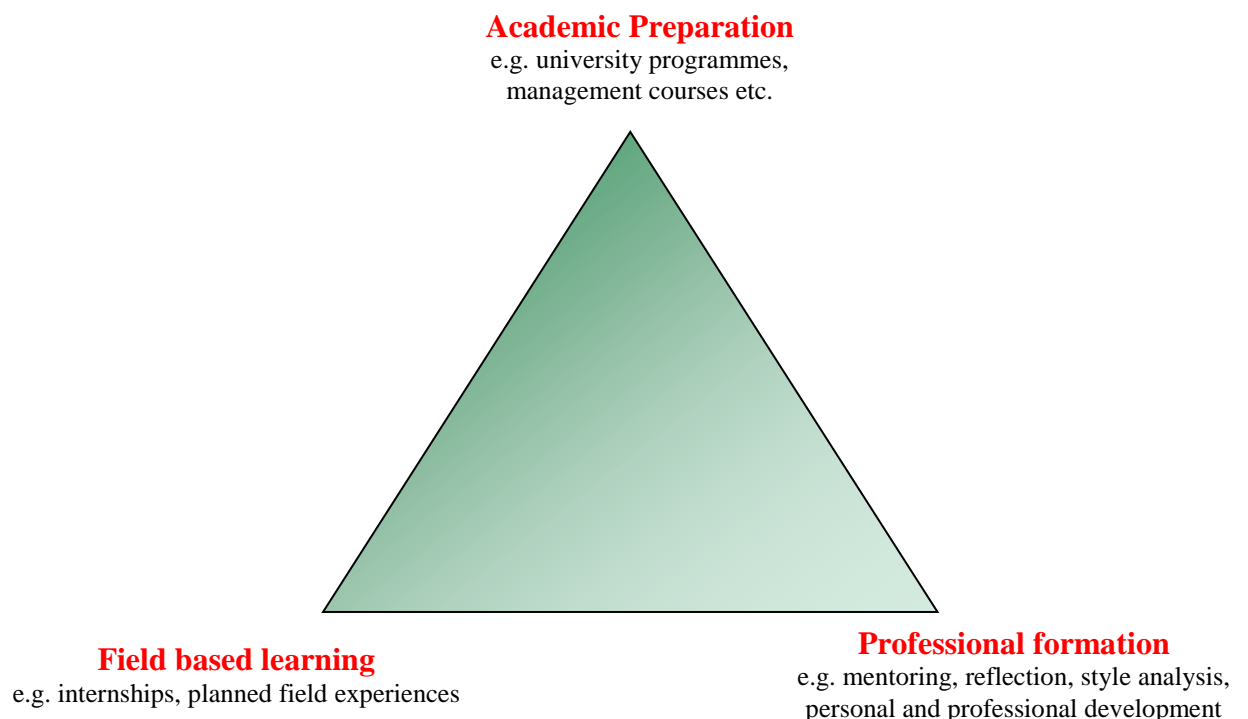 Academic Preparation
e.g. university programmes,
management courses etc.
Field based learning
e.g. internships, planned field experiences
Professional formation
e.g. mentoring, reflection, style analysis,
personal and professional development